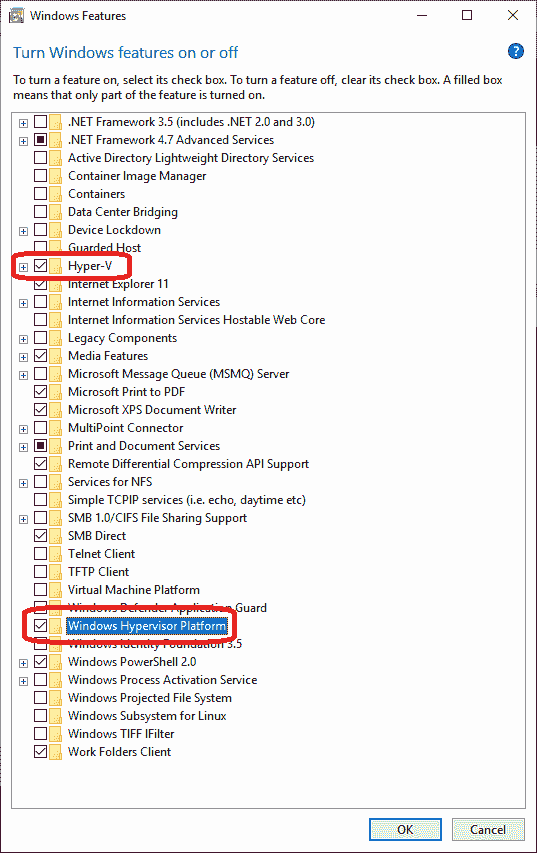 Windows Features
Turn Windows features on or off
?
To turn a feature on, select its check box. To turn a feature off, clear its check box. A filled box
means that only part of the feature is turned on.
.NET Framework 3.5 (includes .NET 2.0 and 3.0)
.NET Framework 4.7 Advanced Services
Active Directory Lightweight Directory Services
Container Image Manager
Containers
Data Center Bridging
Device Lockdown
Guarded Host
Hyper-V
Internet Explorer 11
Internet Information Services
Internet Information Services Hostable Web Core
Legacy Components
Media Features
Microsoft Message Queue (MSMQ) Server
Microsoft Print to PDF
Microsoft XPS Document Writer
MultiPoint Connector
Print and Document Services
Remote Differential Compression API Support
Services for NFS
Simple TCPIP services (i.e. echo, daytime etc)
SMB 1.0/CIFS File Sharing Support
SMB Direct
Telnet Client
TFTP Client
Virtual Machine Platform
Windows Defender Application Guard
Windows Hypervisor Platform
Windows Identity Foundation 3.5
Windows PowerShell 2.0
Windows Process Activation Service
Windows Projected File System
Windows Subsystem for Linux
Windows TIFF IFilter
Work Folders Client
OK
Cancel